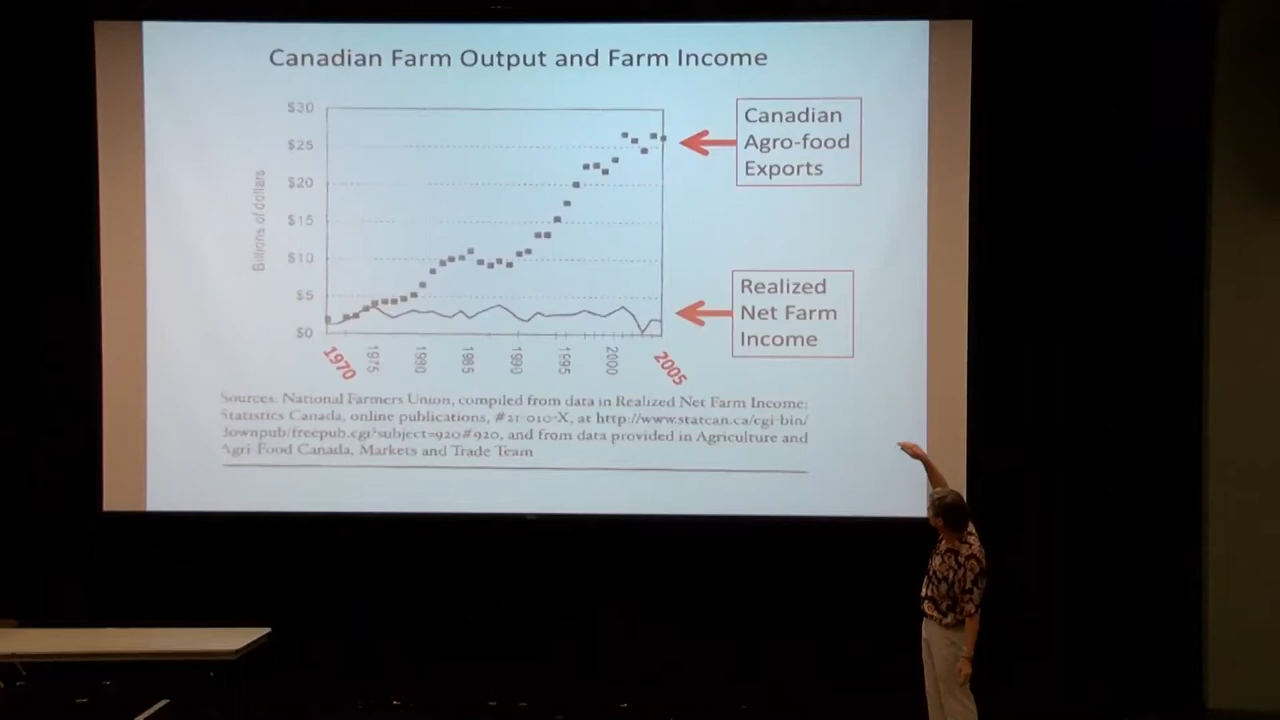 Canadian Farm Output and Farm Income
$30
$25
$20
$15
$10
$5
$0
Billions of dollars
1970
1975
1980
1985
1990
1995
2000
2005
Canadian
Agro-food
Exports
Realized
Net Farm
Income
Sources: National Farmers Union, compiled from data in Realized Net Farm Income:
Statistics Canada, online publications, #21-010-X, at http://www.statcan.ca/cgi-bin/
downpub/freepub.cgi?subject=920#920, and from data provided in Agriculture and
Agri-Food Canada, Markets and Trade Team